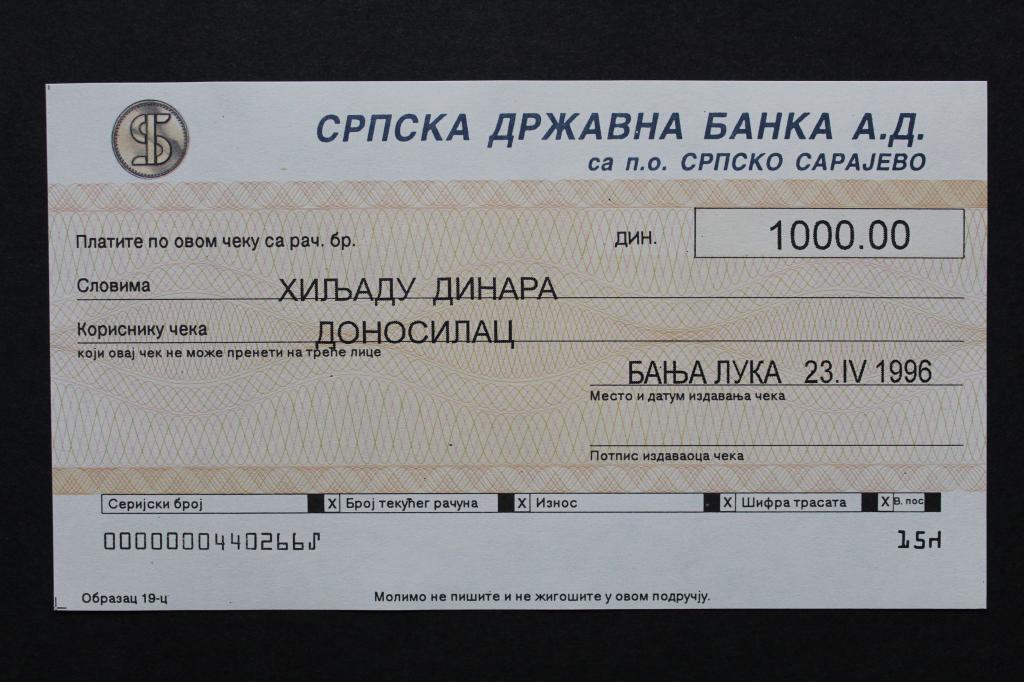 СРПСКА ДРЖАВНА БАНКА А.Д.
са п.о. СРПСКО САРАЈЕВО
Платите по овом чеку са рач. бр. ДИН. 1000.00
Словима ХИЉАДУ ДИНАРА
Кориснику чека ДОНОСИЛАЦ
који овај чек не може пренети на треће лице
БАЊА ЛУКА 23.IV 1996
Место и датум издавања чека
Потпис издаваоца чека
Серијски број X Број текућег рачуна X Износ X Шифра трасата X В. пос
0000000440266 15
Образац 19-ц Молимо не пишите и не жигошите у овом подручју.